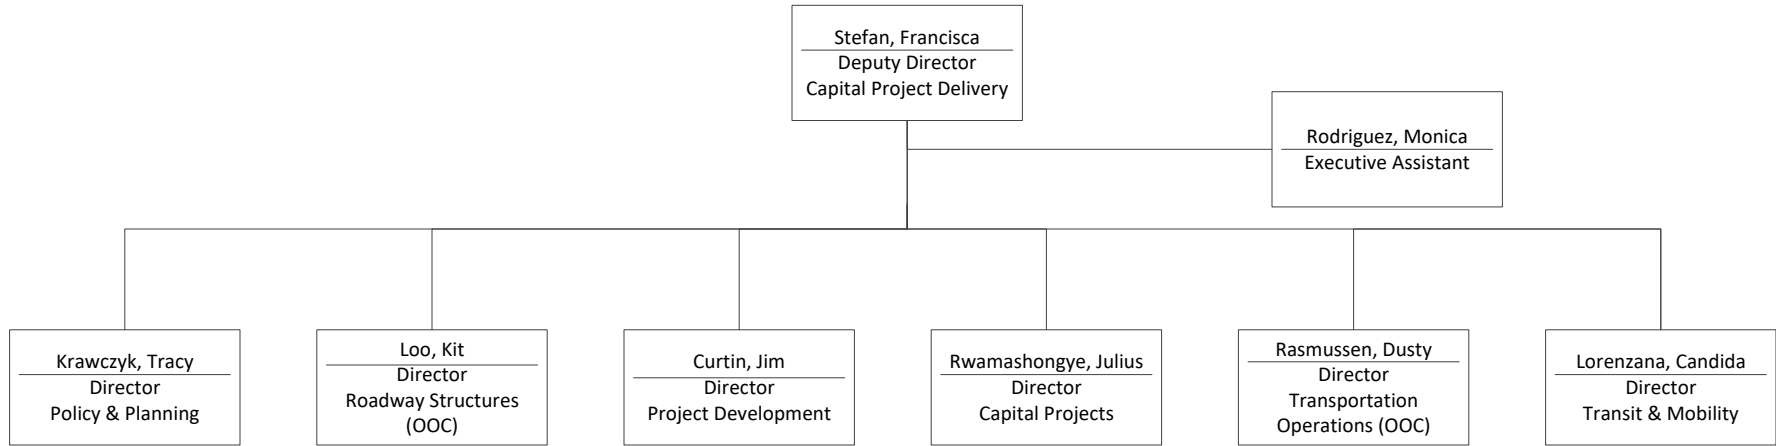 Stefan, Francisca
Deputy Director
Capital Project Delivery
Rodriguez, Monica
Executive Assistant
Krawczyk, Tracy
Director
Policy & Planning
Loo, Kit
Director
Roadway Structures
(OOC)
Curtin, Jim
Director
Project Development
Rwamashongye, Julius
Director
Capital Projects
Rasmussen, Dusty
Director
Transportation
Operations (OOC)
Lorenzana, Candida
Director
Transit & Mobility